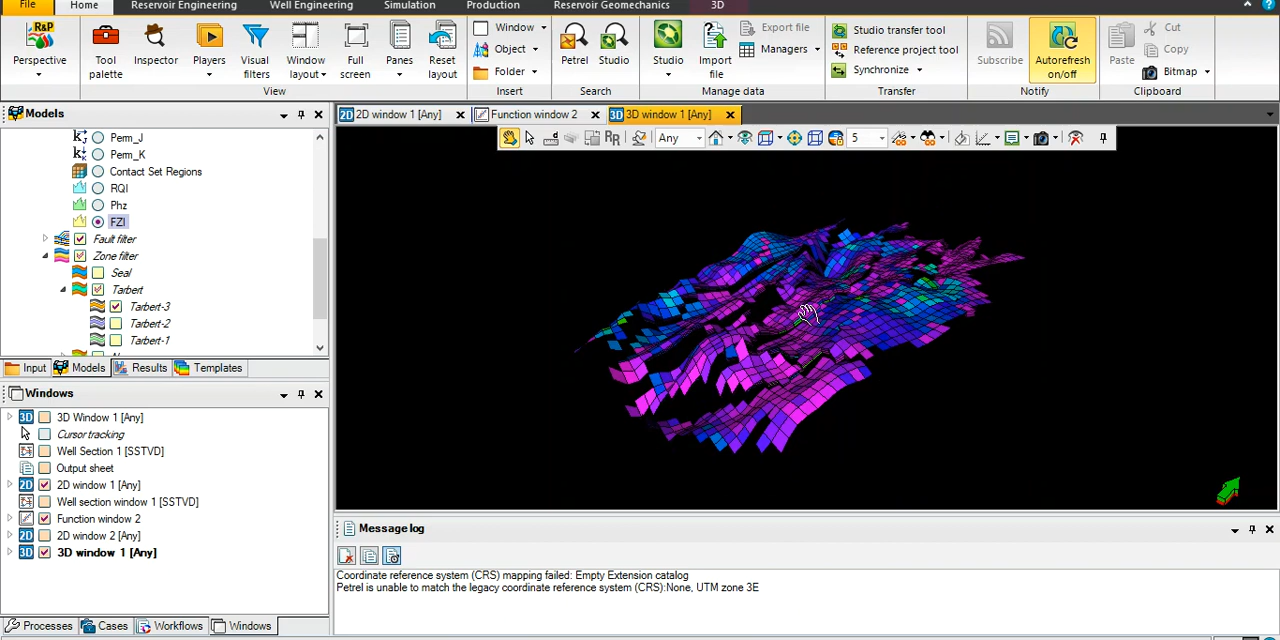 File Home Reservoir Engineering Well Engineering Simulation Production Reservoir Geomechanics 3D
R&P
Perspective
Tool palette
Inspector
Players
Visual filters
Window layout
Full screen
Panes
Reset layout
View
Window
Object
Folder
Insert
Petrel
Studio
Search
Studio
Import file
Export file
Managers
Manage data
Studio transfer tool
Reference project tool
Synchronize
Transfer
Subscribe
Autorefresh on/off
Notify
Paste
Cut
Copy
Bitmap
Clipboard
Models
Perm_J
Perm_K
Contact Set Regions
RQI
Phz
FZI
Fault filter
Zone filter
Seal
Tarbert
Tarbert-3
Tarbert-2
Tarbert-1
Input Models Results Templates
Windows
3D 3D Window 1 [Any]
Cursor tracking
Well Section 1 [SSTVD]
Output sheet
2D 2D window 1 [Any]
Well section window 1 [SSTVD]
Function window 2
2D 2D window 2 [Any]
3D 3D window 1 [Any]
Processes Cases Workflows Windows
2D 2D window 1 [Any] Function window 2 3D 3D window 1 [Any]
Any 5
Message log
Coordinate reference system (CRS) mapping failed: Empty Extension catalog
Petrel is unable to match the legacy coordinate reference system (CRS):None, UTM zone 3E